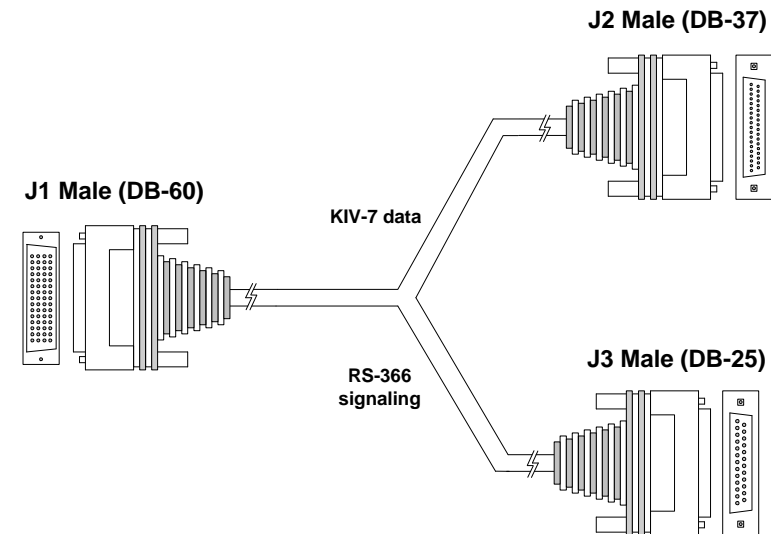 J2 Male (DB-37)
J1 Male (DB-60)
KIV-7 data
RS-366
signaling
J3 Male (DB-25)